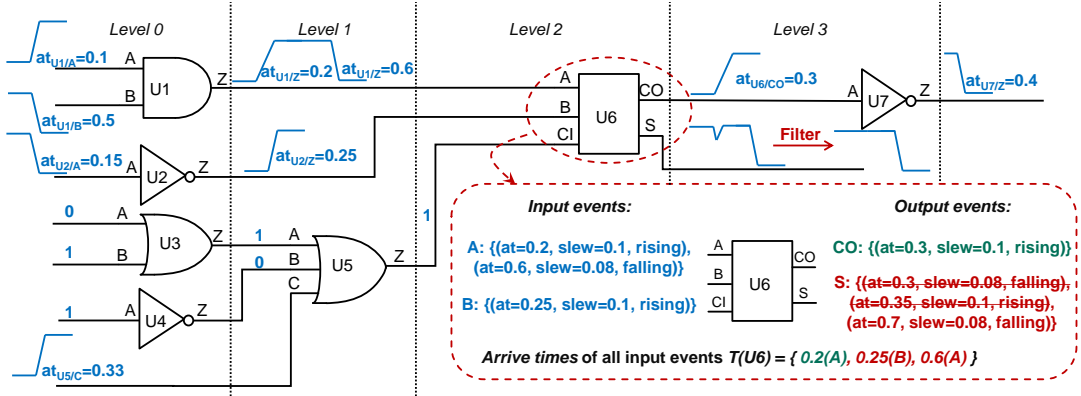 Level 0
Level 1
Level 2
Level 3
at_U1/A=0.1
A
B
U1
Z
at_U1/Z=0.2
at_U1/Z=0.6
at_U1/B=0.5
at_U2/A=0.15
A
U2
Z
at_U2/Z=0.25
A
B
CI
U6
CO
S
at_U6/CO=0.3
A
U7
Z
at_U7/Z=0.4
Filter
0
A
1
B
U3
Z
1
A
0
B
C
U5
Z
1
1
A
U4
Z
at_U5/C=0.33
Input events:
Output events:
A: {(at=0.2, slew=0.1, rising),
(at=0.6, slew=0.08, falling)}
B: {(at=0.25, slew=0.1, rising)}
A
B
CI
U6
CO
S
CO: {(at=0.3, slew=0.1, rising)}
S: {(at=0.3, slew=0.08, falling),
(at=0.35, slew=0.1, rising),
(at=0.7, slew=0.08, falling)}
Arrive times of all input events T(U6) = { 0.2(A), 0.25(B), 0.6(A) }